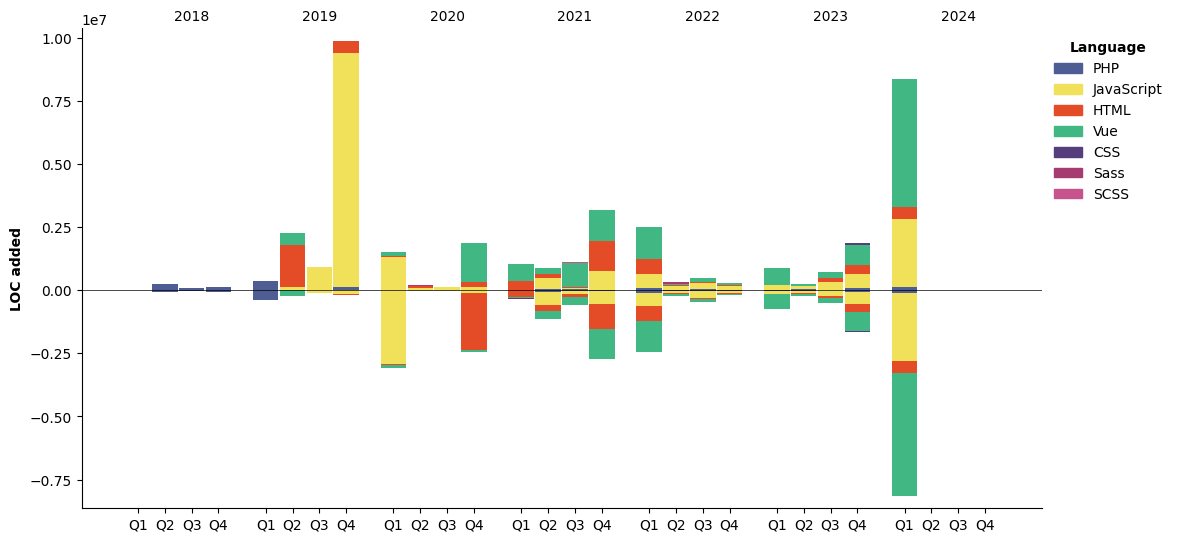 1e7
2018 2019 2020 2021 2022 2023 2024
1.00
0.75
0.50
0.25
0.00
−0.25
−0.50
−0.75
LOC added
Q1 Q2 Q3 Q4 Q1 Q2 Q3 Q4 Q1 Q2 Q3 Q4 Q1 Q2 Q3 Q4 Q1 Q2 Q3 Q4 Q1 Q2 Q3 Q4 Q1 Q2 Q3 Q4
Language
PHP
JavaScript
HTML
Vue
CSS
Sass
SCSS